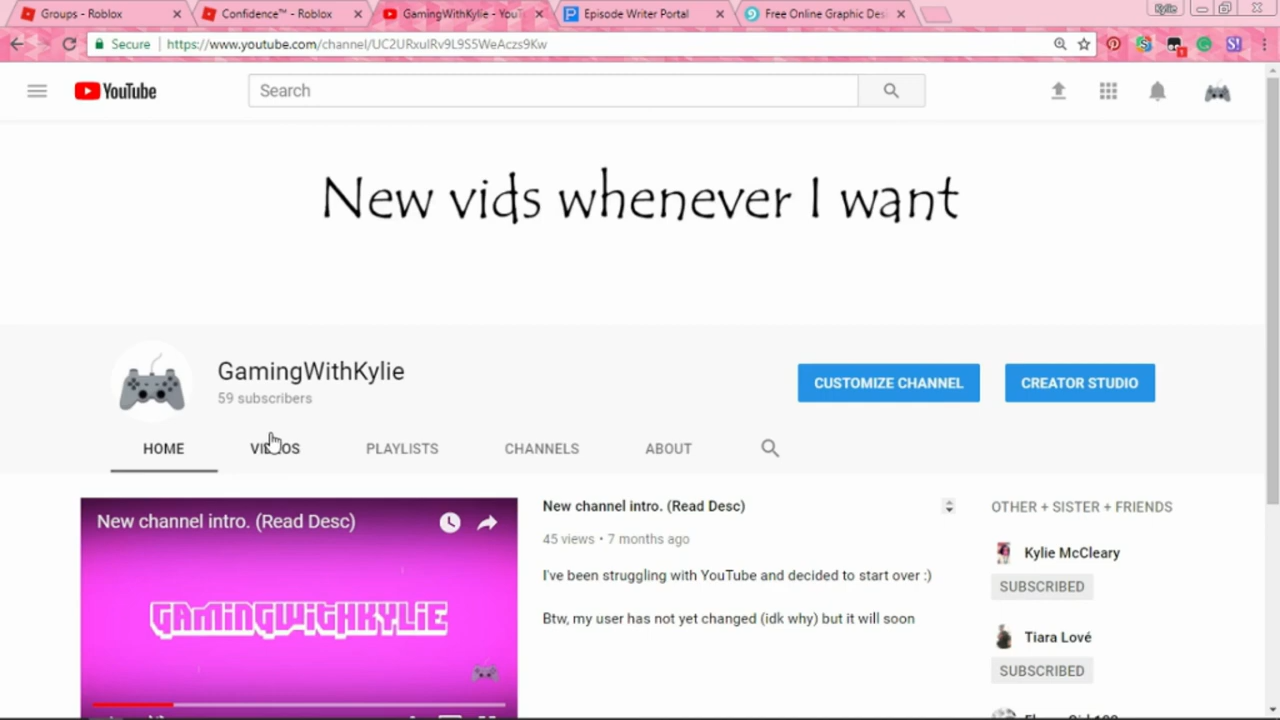 Groups - Roblox
Confidence™ - Roblox
GamingWithKylie - YouT
Episode Writer Portal
Free Online Graphic Des
Kylie
Secure
https://www.youtube.com/channel/UC2URxulRv9L9S5WeAczs9Kw
YouTube
Search
New vids whenever I want
GamingWithKylie
59 subscribers
CUSTOMIZE CHANNEL
CREATOR STUDIO
HOME
VIDEOS
PLAYLISTS
CHANNELS
ABOUT
New channel intro. (Read Desc)
GAMINGWITHKYLIE
New channel intro. (Read Desc)
45 views • 7 months ago
I've been struggling with YouTube and decided to start over :)
Btw, my user has not yet changed (idk why) but it will soon
OTHER + SISTER + FRIENDS
Kylie McCleary
SUBSCRIBED
Tiara Lové
SUBSCRIBED